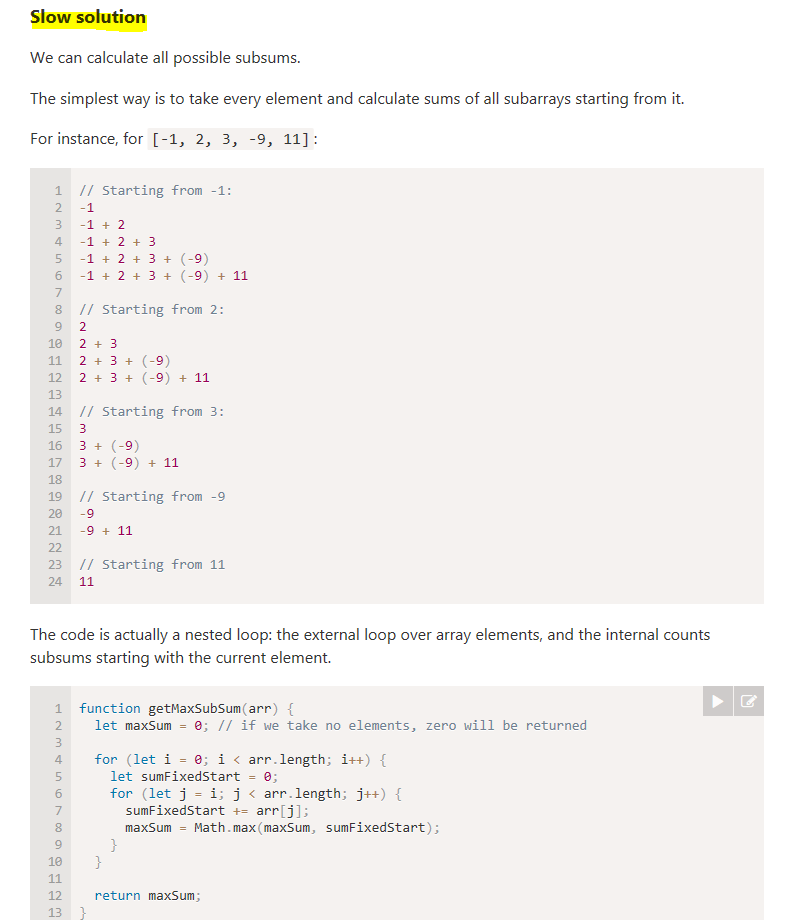 Slow solution
We can calculate all possible subsums.
The simplest way is to take every element and calculate sums of all subarrays starting from it.
For instance, for [-1, 2, 3, -9, 11]:
1 // Starting from -1:
2 -1
3 -1 + 2
4 -1 + 2 + 3
5 -1 + 2 + 3 + (-9)
6 -1 + 2 + 3 + (-9) + 11
7
8 // Starting from 2:
9 2
10 2 + 3
11 2 + 3 + (-9)
12 2 + 3 + (-9) + 11
13
14 // Starting from 3:
15 3
16 3 + (-9)
17 3 + (-9) + 11
18
19 // Starting from -9
20 -9
21 -9 + 11
22
23 // Starting from 11
24 11
The code is actually a nested loop: the external loop over array elements, and the internal counts
subsums starting with the current element.
1 function getMaxSubSum(arr) {
2   let maxSum = 0; // if we take no elements, zero will be returned
3
4   for (let i = 0; i < arr.length; i++) {
5     let sumFixedStart = 0;
6     for (let j = i; j < arr.length; j++) {
7       sumFixedStart += arr[j];
8       maxSum = Math.max(maxSum, sumFixedStart);
9     }
10   }
11
12   return maxSum;
13 }